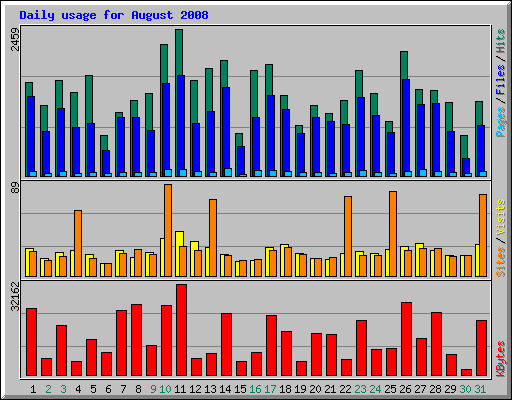 Daily usage for August 2008
2459
Pages / Files / Hits
89
Sites / Visits
32162
KBytes
1 2 3 4 5 6 7 8 9 10 11 12 13 14 15 16 17 18 19 20 21 22 23 24 25 26 27 28 29 30 31